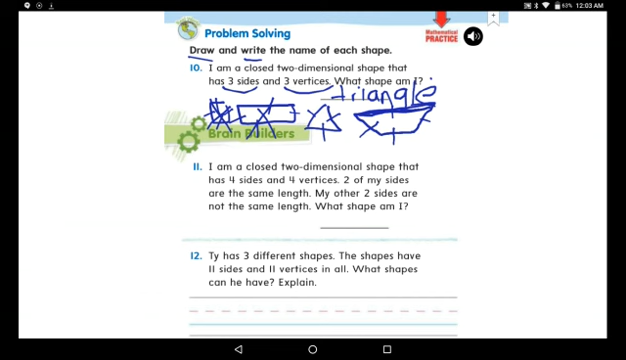 63% 12:03 AM
Problem Solving
Mathematical
PRACTICE
Draw and write the name of each shape.
10. I am a closed two-dimensional shape that
has 3 sides and 3 vertices. What shape am I?
triangle
Brain Builders
11. I am a closed two-dimensional shape that
has 4 sides and 4 vertices. 2 of my sides
are the same length. My other 2 sides are
not the same length. What shape am I?
12. Ty has 3 different shapes. The shapes have
11 sides and 11 vertices in all. What shapes
can he have? Explain.